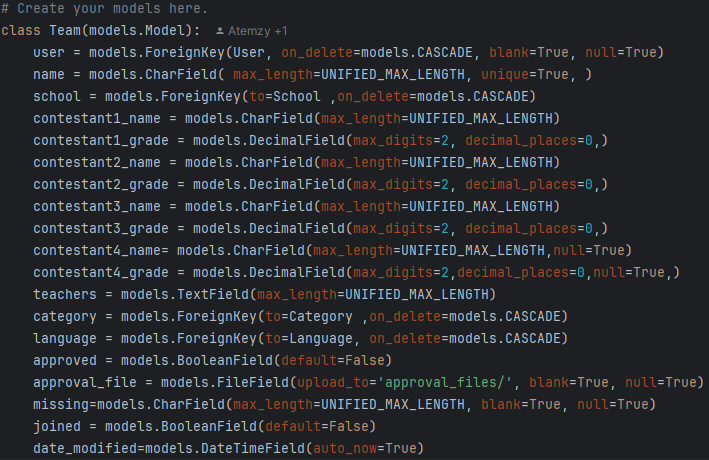 # Create your models here.
class Team(models.Model): Atemzy +1
user = models.ForeignKey(User, on_delete=models.CASCADE, blank=True, null=True)
name = models.CharField( max_length=UNIFIED_MAX_LENGTH, unique=True, )
school = models.ForeignKey(to=School ,on_delete=models.CASCADE)
contestant1_name = models.CharField(max_length=UNIFIED_MAX_LENGTH)
contestant1_grade = models.DecimalField(max_digits=2, decimal_places=0,)
contestant2_name = models.CharField(max_length=UNIFIED_MAX_LENGTH)
contestant2_grade = models.DecimalField(max_digits=2, decimal_places=0,)
contestant3_name = models.CharField(max_length=UNIFIED_MAX_LENGTH)
contestant3_grade = models.DecimalField(max_digits=2, decimal_places=0,)
contestant4_name= models.CharField(max_length=UNIFIED_MAX_LENGTH,null=True)
contestant4_grade = models.DecimalField(max_digits=2,decimal_places=0,null=True,)
teachers = models.TextField(max_length=UNIFIED_MAX_LENGTH)
category = models.ForeignKey(to=Category ,on_delete=models.CASCADE)
language = models.ForeignKey(to=Language, on_delete=models.CASCADE)
approved = models.BooleanField(default=False)
approval_file = models.FileField(upload_to='approval_files/', blank=True, null=True)
missing=models.CharField(max_length=UNIFIED_MAX_LENGTH, blank=True, null=True)
joined = models.BooleanField(default=False)
date_modified=models.DateTimeField(auto_now=True)